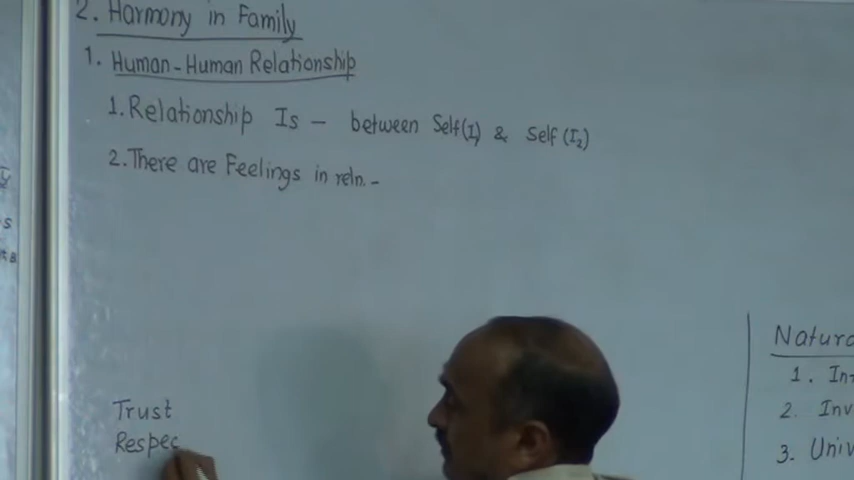 2. Harmony in Family
1. Human-Human Relationship
1. Relationship Is - between Self(I1) & Self (I2)
2. There are Feelings in reln. -
Trust
Respec
Natura
1. In
2. Inv
3. Univ